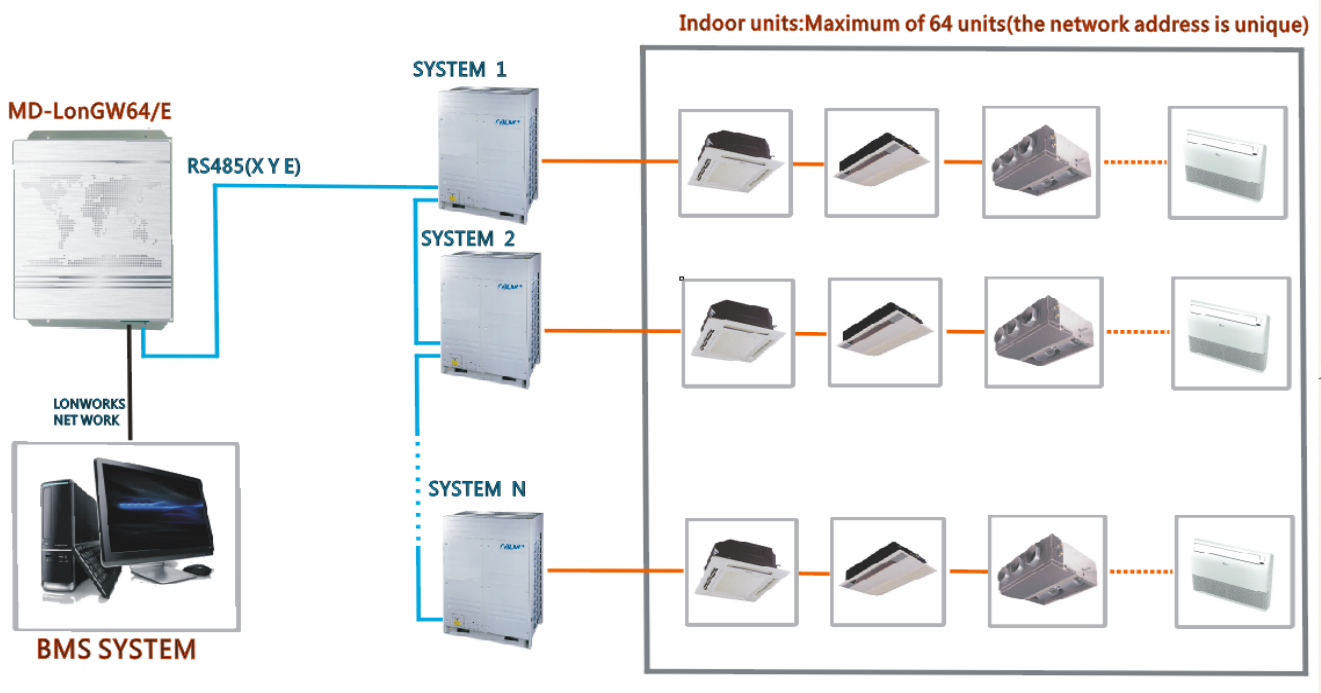 Indoor units:Maximum of 64 units(the network address is unique)
SYSTEM 1
MD-LonGW64/E
RS485(X Y E)
SYSTEM 2
LONWORKS
NET WORK
SYSTEM N
BMS SYSTEM